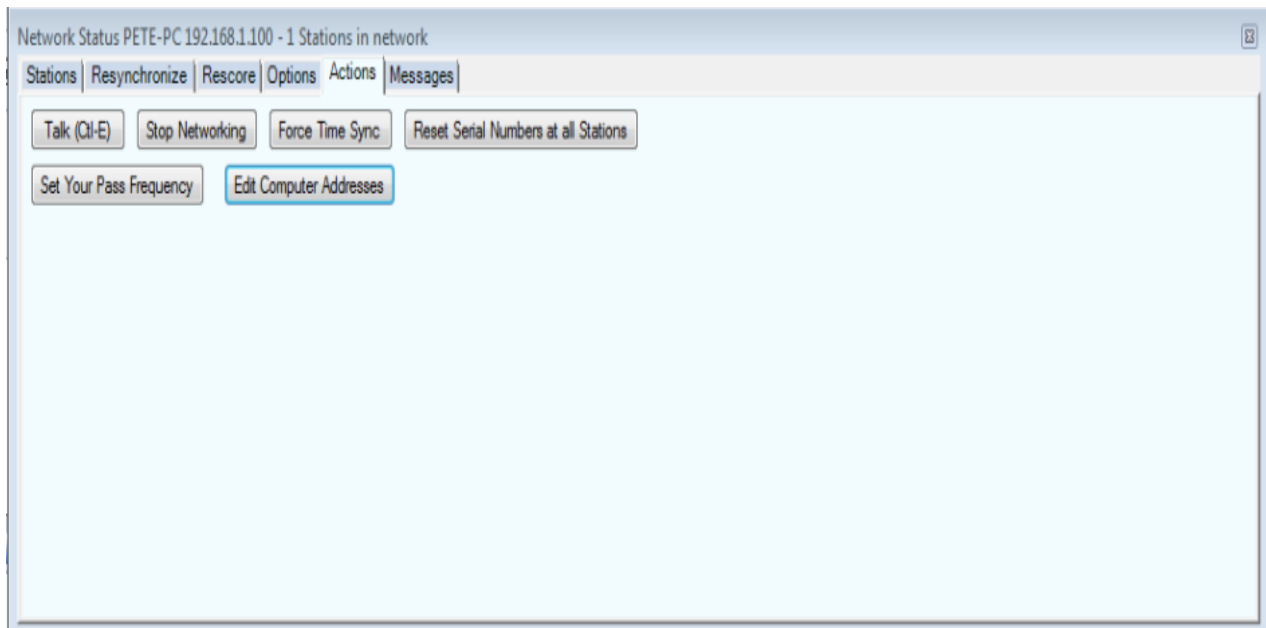 Network Status PETE-PC 192.168.1.100 - 1 Stations in network
Stations Resynchronize Rescore Options Actions Messages
Talk (Ctl-E) Stop Networking Force Time Sync Reset Serial Numbers at all Stations
Set Your Pass Frequency Edit Computer Addresses